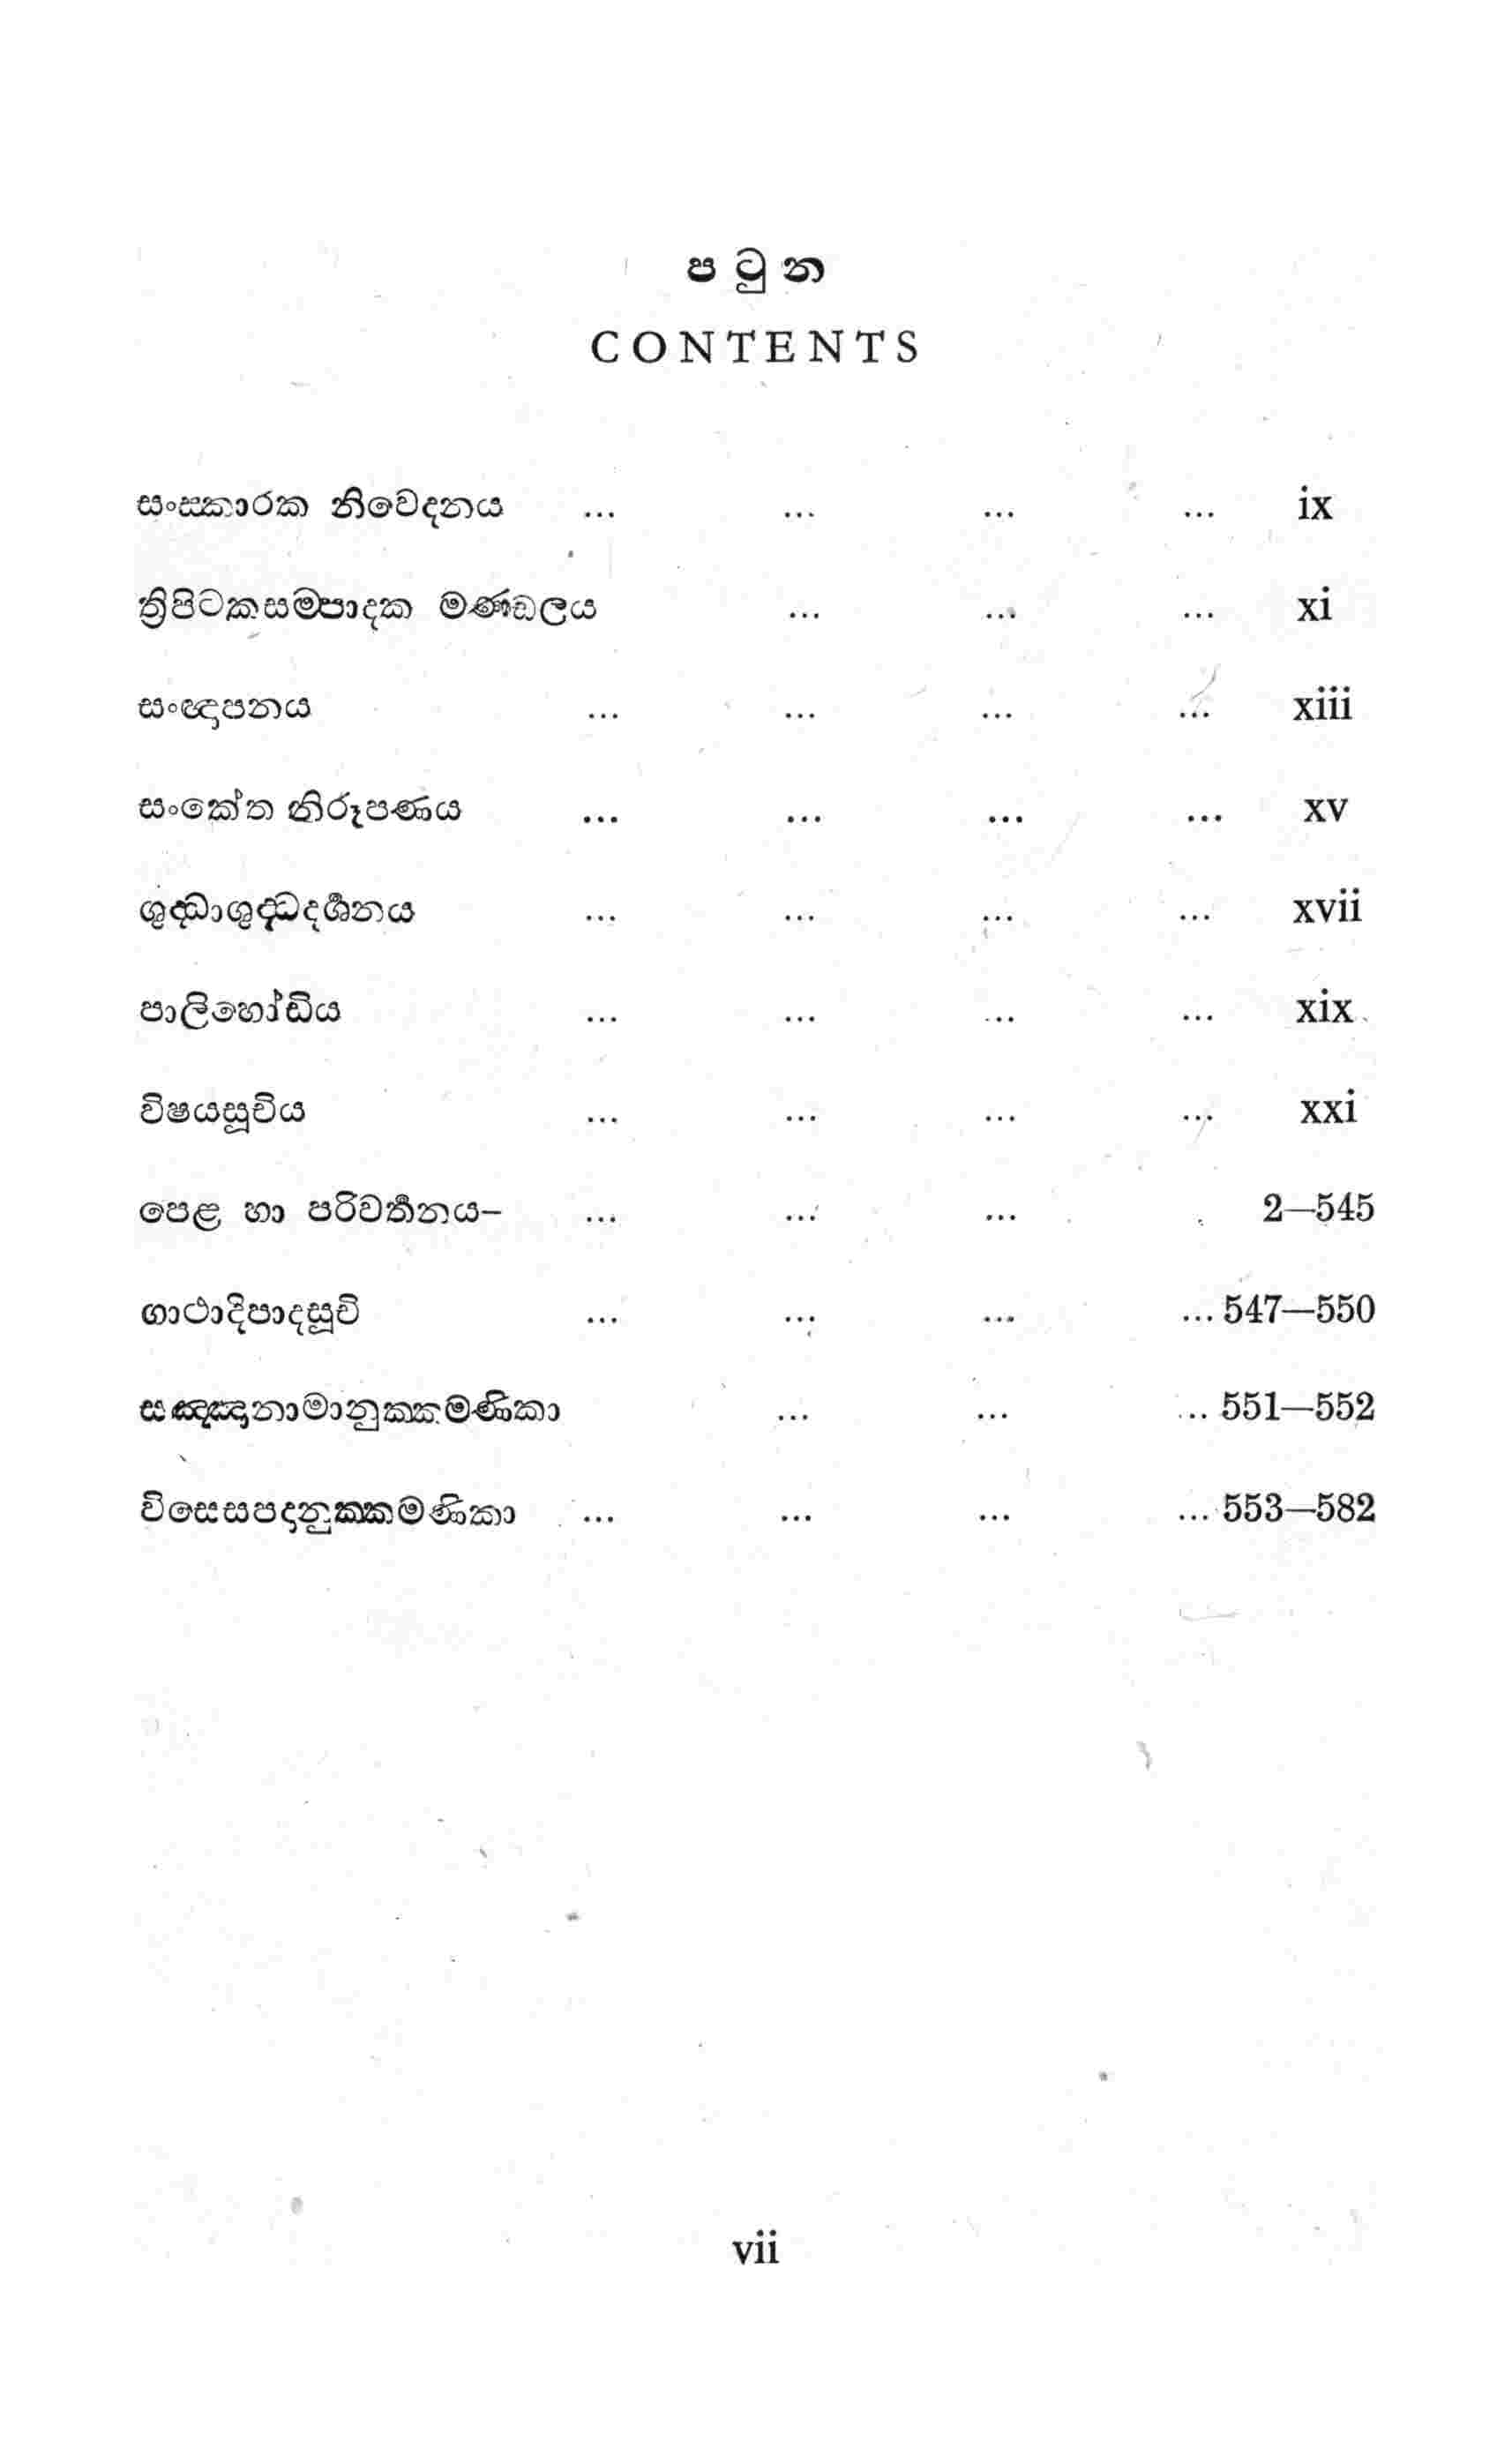 පටුන
CONTENTS
සංස්කාරක නිවෙදනය ... ... ... ... ix
ත්‍රිපිටකසම්පාදක මණ්ඩලය ... ... ... xi
සංඥාපනය ... ... ... ... xiii
සංකේත නිරූපණය ... ... ... ... xv
ශුද්ධාශුද්ධදර්ශනය ... ... ... ... xvii
පාලිහෝඩිය ... ... ... ... xix
විෂයසූචිය ... ... ... ... xxi
පෙළ හා පරිවර්තනය– ... ... ... 2—545
ගාථාදිපාදසූචි ... ... ... ... 547—550
සඤ්ඤානාමානුක්කමණිකා ... ... ... 551—552
විසෙසපදානුක්කමණිකා ... ... ... ... 553—582
vii